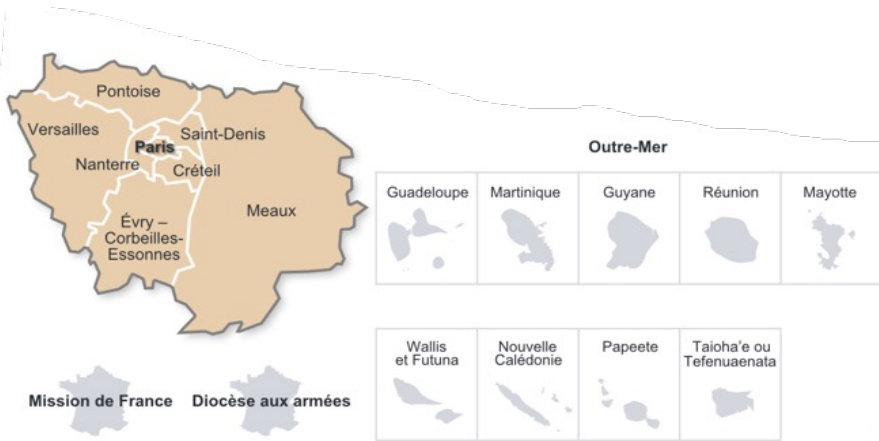 Pontoise
Versailles
Saint-Denis
Paris
Nanterre
Créteil
Meaux
Évry –
Corbeilles-
Essonnes
Outre-Mer
Guadeloupe
Martinique
Guyane
Réunion
Mayotte
Wallis
et Futuna
Nouvelle
Calédonie
Papeete
Taioha'e ou
Tefenuaenata
Mission de France
Diocèse aux armées